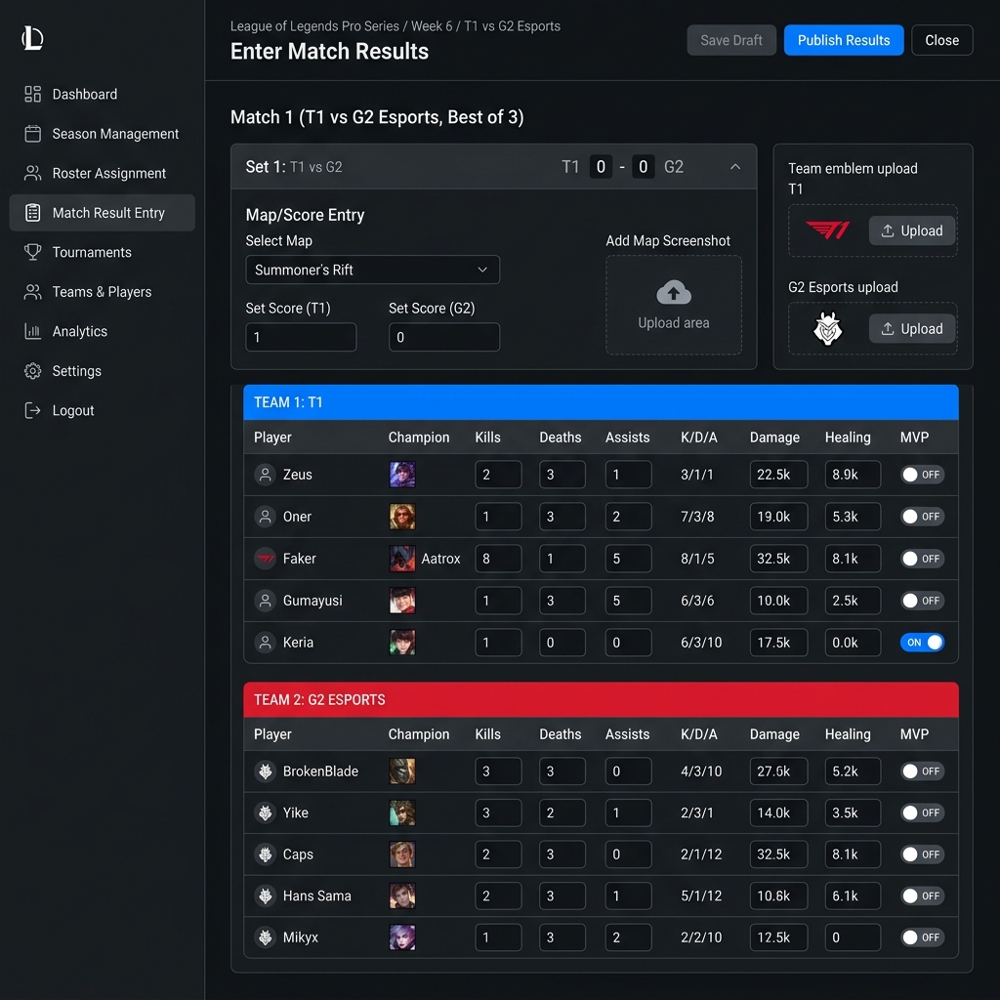 League of Legends Pro Series / Week 6 / T1 vs G2 Esports
Enter Match Results
Save Draft
Publish Results
Close
Dashboard
Season Management
Roster Assignment
Match Result Entry
Tournaments
Teams & Players
Analytics
Settings
Logout
Match 1 (T1 vs G2 Esports, Best of 3)
Set 1: T1 vs G2
T1 0 - 0 G2
Map/Score Entry
Select Map
Summoner's Rift
Set Score (T1) Set Score (G2)
1 0
Add Map Screenshot
Upload area
Team emblem upload
T1
T1 Upload
G2 Esports upload
Upload
TEAM 1: T1
Player Champion Kills Deaths Assists K/D/A Damage Healing MVP
Zeus 2 3 1 3/1/1 22.5k 8.9k OFF
Oner 1 3 2 7/3/8 19.0k 5.3k OFF
Faker Aatrox 8 1 5 8/1/5 32.5k 8.1k OFF
Gumayusi 1 3 5 6/3/6 10.0k 2.5k OFF
Keria 1 0 0 6/3/10 17.5k 0.0k ON
TEAM 2: G2 ESPORTS
Player Champion Kills Deaths Assists K/D/A Damage Healing MVP
BrokenBlade 3 3 0 4/3/10 27.6k 5.2k OFF
Yike 3 2 1 2/3/1 14.0k 3.5k OFF
Caps 2 3 0 2/1/12 32.5k 8.1k OFF
Hans Sama 2 3 1 5/1/12 10.6k 6.1k OFF
Mikyx 1 3 2 2/2/10 12.5k 0 OFF